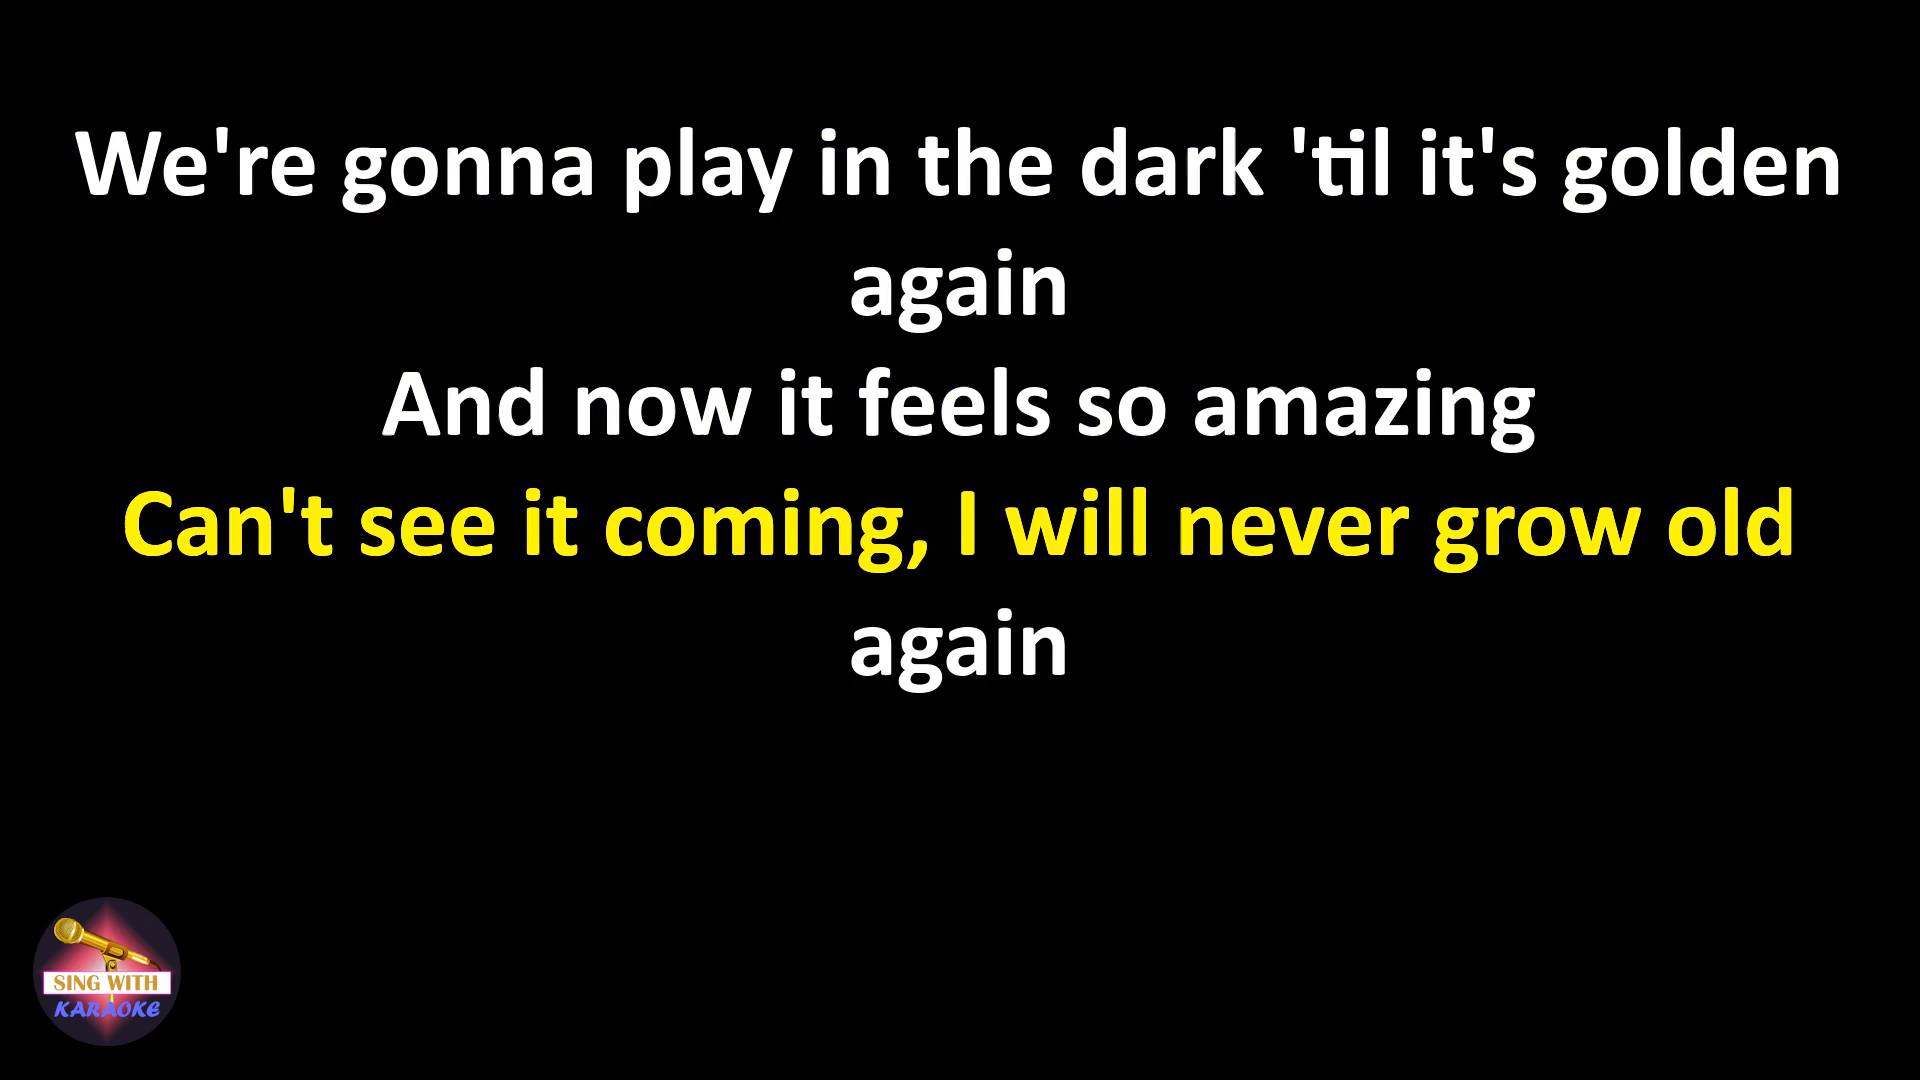 We're gonna play in the dark 'til it's golden
again
And now it feels so amazing
Can't see it coming, I will never grow old
again
SING WITH
KARAOKE